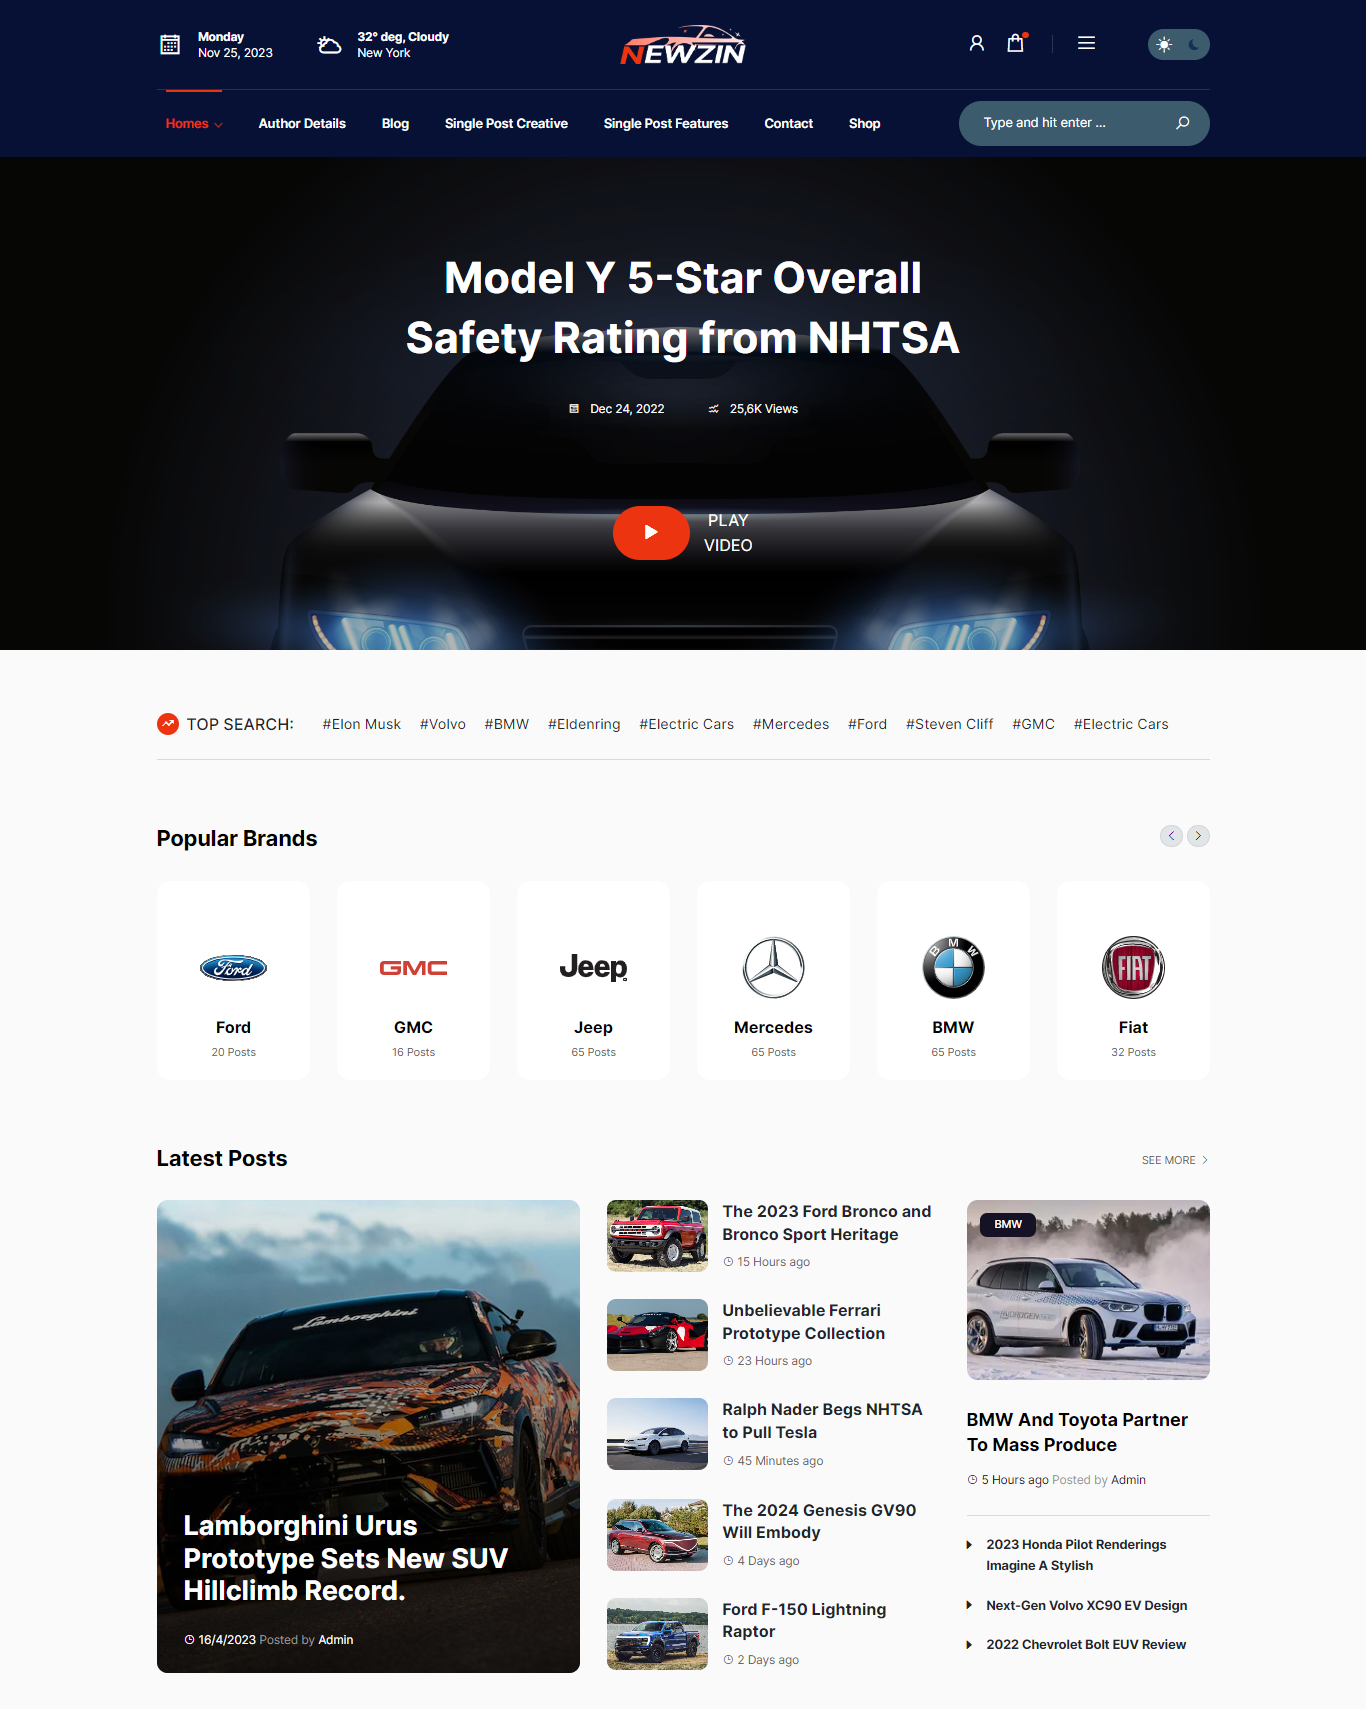 Monday
Nov 25, 2023
32° deg, Cloudy
New York
NEWZIN
Homes
Author Details
Blog
Single Post Creative
Single Post Features
Contact
Shop
Type and hit enter ...
Model Y 5-Star Overall
Safety Rating from NHTSA
Dec 24, 2022
25,6K Views
PLAY
VIDEO
TOP SEARCH:
#Elon Musk
#Volvo
#BMW
#Eldenring
#Electric Cars
#Mercedes
#Ford
#Steven Cliff
#GMC
#Electric Cars
Popular Brands
Ford
Ford
20 Posts
GMC
GMC
16 Posts
Jeep
Jeep
65 Posts
Mercedes
65 Posts
BMW
BMW
65 Posts
FIAT
Fiat
32 Posts
Latest Posts
SEE MORE
Lamborghini
Lamborghini Urus
Prototype Sets New SUV
Hillclimb Record.
16/4/2023 Posted by Admin
The 2023 Ford Bronco and
Bronco Sport Heritage
15 Hours ago
Unbelievable Ferrari
Prototype Collection
23 Hours ago
Ralph Nader Begs NHTSA
to Pull Tesla
45 Minutes ago
The 2024 Genesis GV90
Will Embody
4 Days ago
Ford F-150 Lightning
Raptor
2 Days ago
BMW
HYDROGEN
BMW And Toyota Partner
To Mass Produce
5 Hours ago Posted by Admin
2023 Honda Pilot Renderings
Imagine A Stylish
Next-Gen Volvo XC90 EV Design
2022 Chevrolet Bolt EUV Review